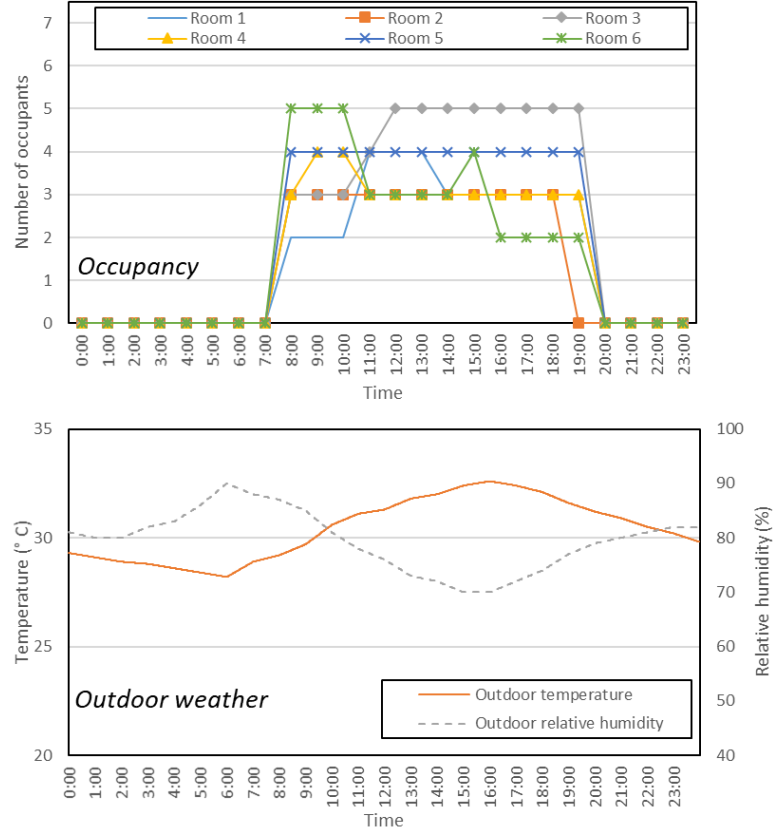 Room 1 Room 2 Room 3
Room 4 Room 5 Room 6
7
6
5
4
3
2
1
0
Number of occupants
Occupancy
0:00 1:00 2:00 3:00 4:00 5:00 6:00 7:00 8:00 9:00 10:00 11:00 12:00 13:00 14:00 15:00 16:00 17:00 18:00 19:00 20:00 21:00 22:00 23:00
Time
35
30
25
20
Temperature (° C)
100
90
80
70
60
50
40
Relative humidity (%)
Outdoor weather
Outdoor temperature
Outdoor relative humidity
0:00 1:00 2:00 3:00 4:00 5:00 6:00 7:00 8:00 9:00 10:00 11:00 12:00 13:00 14:00 15:00 16:00 17:00 18:00 19:00 20:00 21:00 22:00 23:00
Time